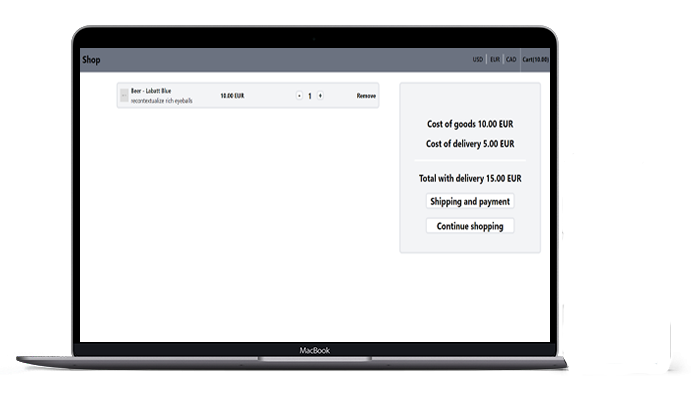 Shop
USD EUR CAD Cart(10.00)
Beer - Labatt Blue
recontextualize rich eyeballs
10.00 EUR
- 1 +
Remove
Cost of goods 10.00 EUR
Cost of delivery 5.00 EUR
Total with delivery 15.00 EUR
Shipping and payment
Continue shopping
MacBook